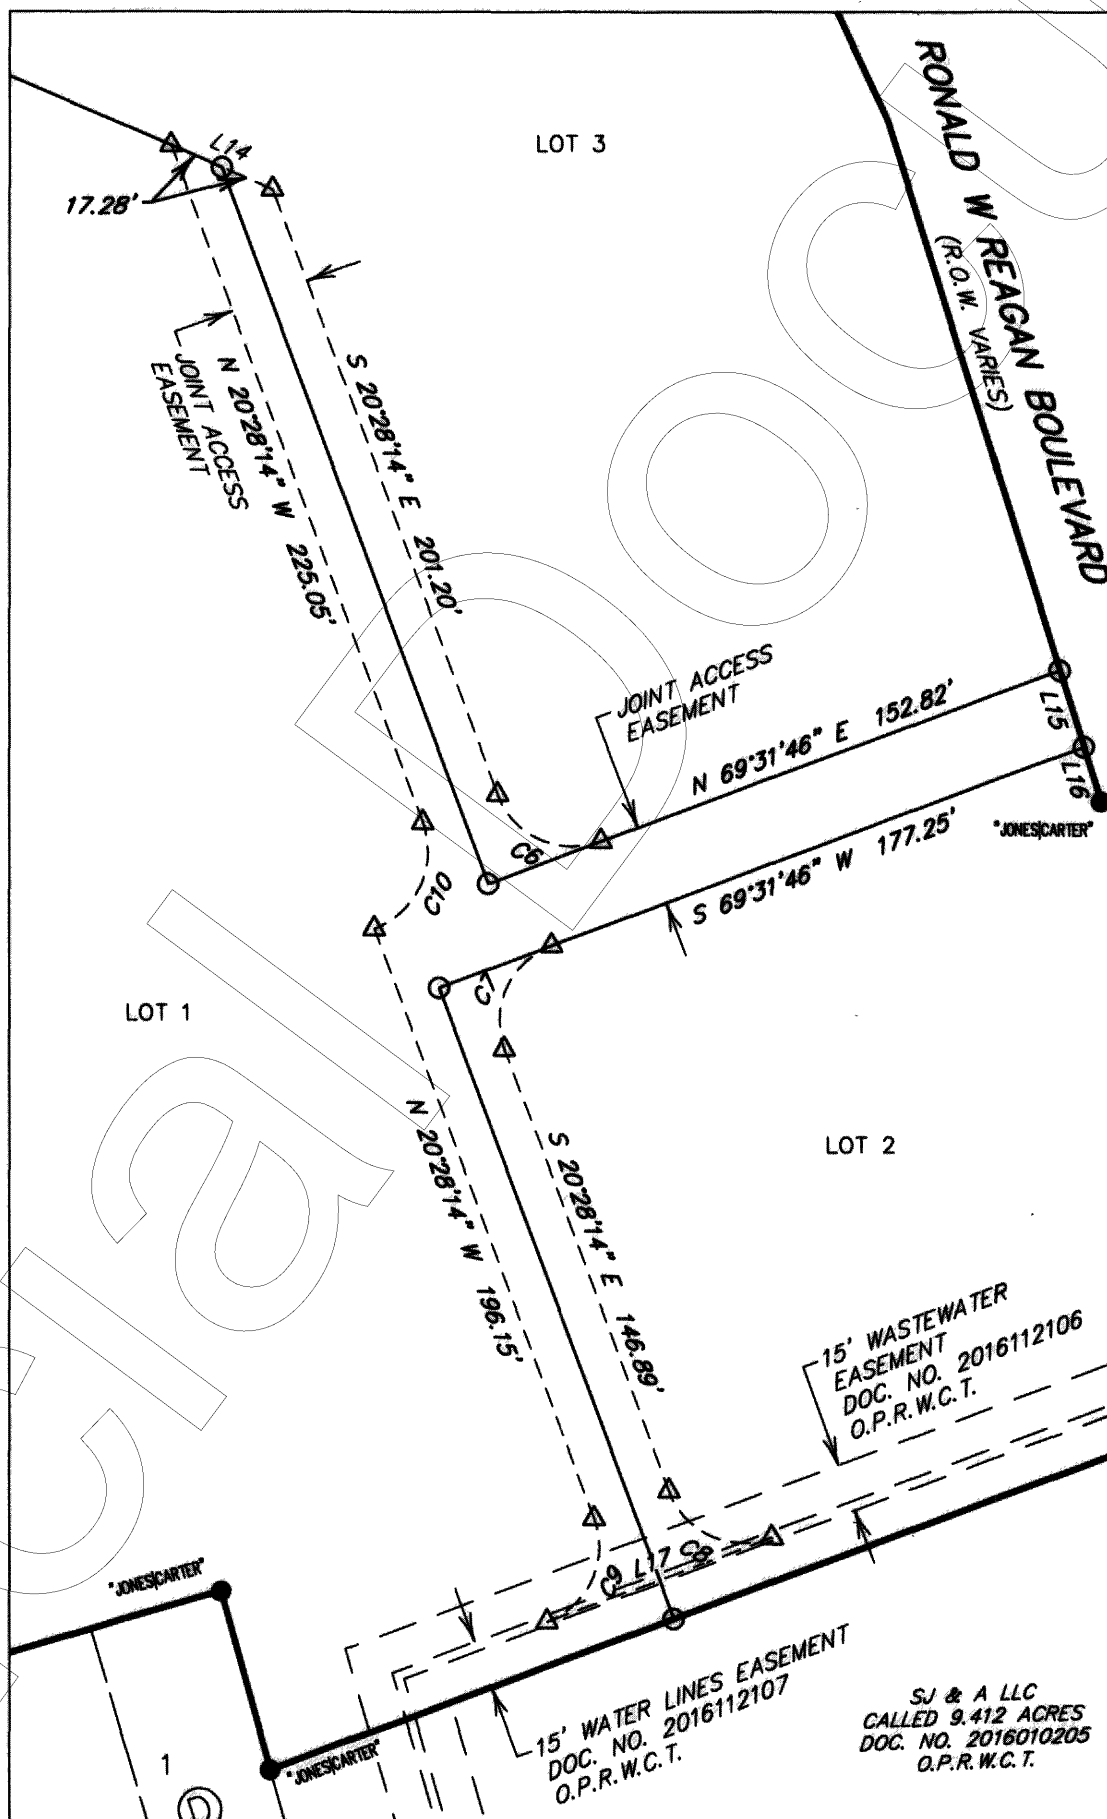 LOT 3
L14
17.28'
RONALD W REAGAN BOULEVARD
(R.O.W. VARIES)
JOINT ACCESS
EASEMENT
N 20°28'14" W 225.05'
S 20°28'14" E 201.20'
JOINT ACCESS
EASEMENT
N 69°31'46" E 152.82'
L15
L16
"JONES|CARTER"
S 69°31'46" W 177.25'
C6
C10
C7
LOT 1
LOT 2
N 20°28'14" W 196.15'
S 20°28'14" E 146.89'
15' WASTEWATER
EASEMENT
DOC. NO. 2016112106
O.P.R.W.C.T.
C9 L17 C8
"JONES|CARTER"
15' WATER LINES EASEMENT
DOC. NO. 2016112107
O.P.R.W.C.T.
SJ & A LLC
CALLED 9.412 ACRES
DOC. NO. 2016010205
O.P.R.W.C.T.
"JONES|CARTER"
1
D